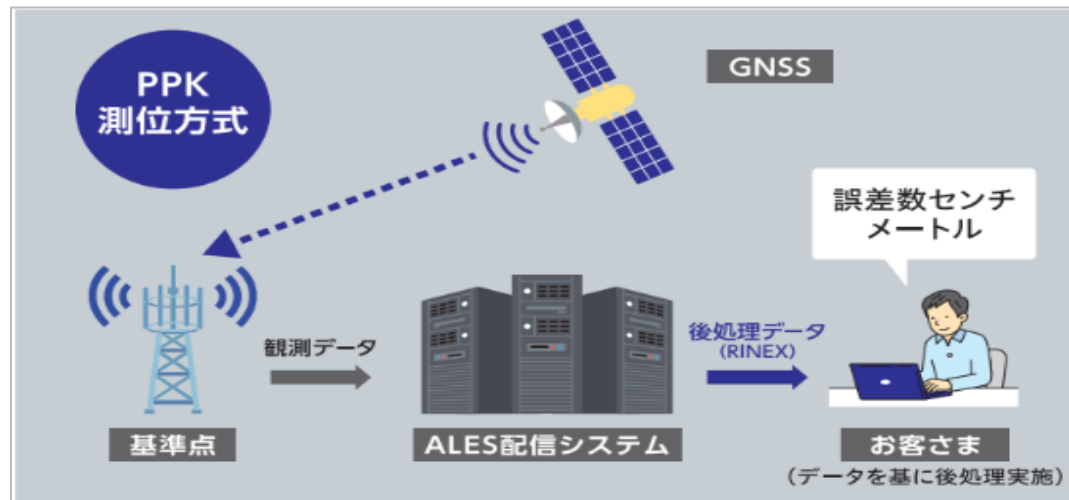 PPK
測位方式
GNSS
誤差数センチ
メートル
観測データ
後処理データ
(RINEX)
基準点
ALES配信システム
お客さま
(データを基に後処理実施)